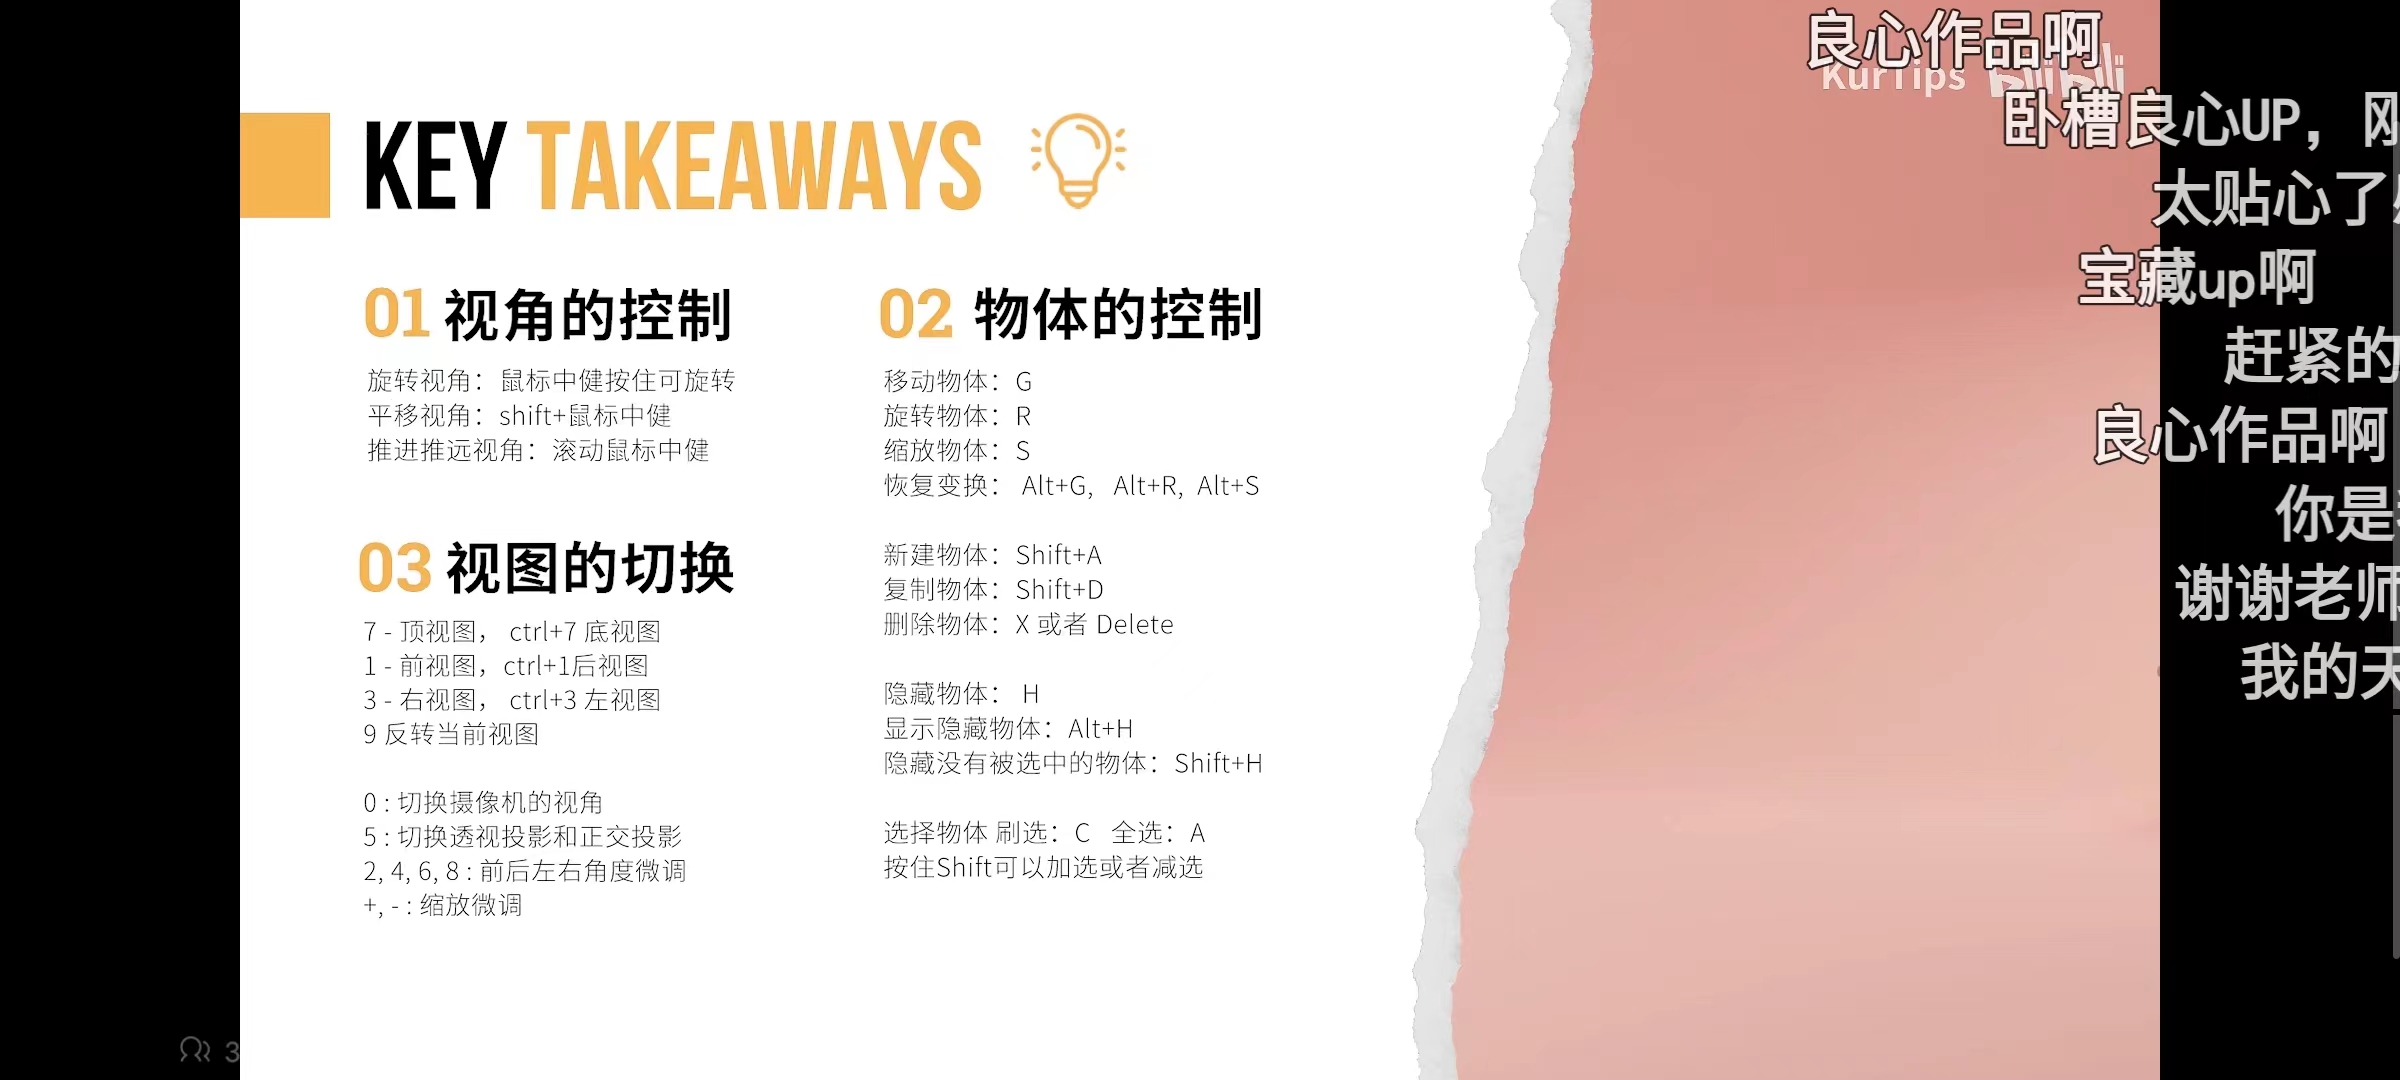 KEY TAKEAWAYS
01 视角的控制
旋转视角：鼠标中健按住可旋转
平移视角：shift+鼠标中健
推进推远视角：滚动鼠标中健
02 物体的控制
移动物体：G
旋转物体：R
缩放物体：S
恢复变换： Alt+G, Alt+R, Alt+S
新建物体：Shift+A
复制物体：Shift+D
删除物体：X 或者 Delete
隐藏物体： H
显示隐藏物体：Alt+H
隐藏没有被选中的物体：Shift+H
选择物体 刷选：C 全选：A
按住Shift可以加选或者减选
03 视图的切换
7 - 顶视图， ctrl+7 底视图
1 - 前视图，ctrl+1后视图
3 - 右视图， ctrl+3 左视图
9 反转当前视图
0 : 切换摄像机的视角
5 : 切换透视投影和正交投影
2, 4, 6, 8 : 前后左右角度微调
+, - : 缩放微调
良心作品啊
KurTips bilibili
卧槽良心UP，刚
太贴心了
宝藏up啊
赶紧的
良心作品啊
你是
谢谢老师
我的天
3